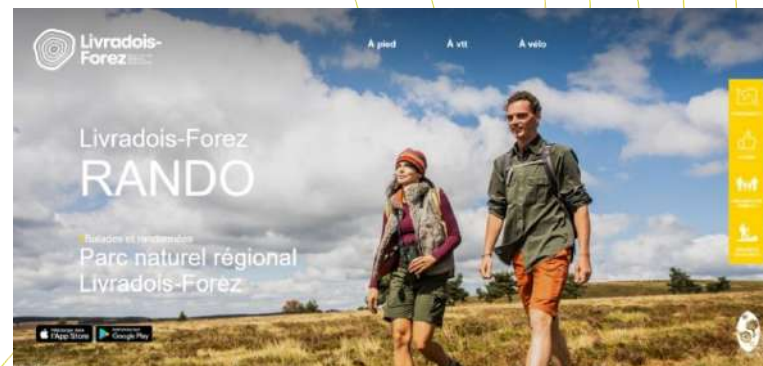 Livradois-
Forez
À pied
À vtt
À vélo
Livradois-Forez
RANDO
Balades et randonnées
Parc naturel régional
Livradois-Forez
l'App Store
Google Play